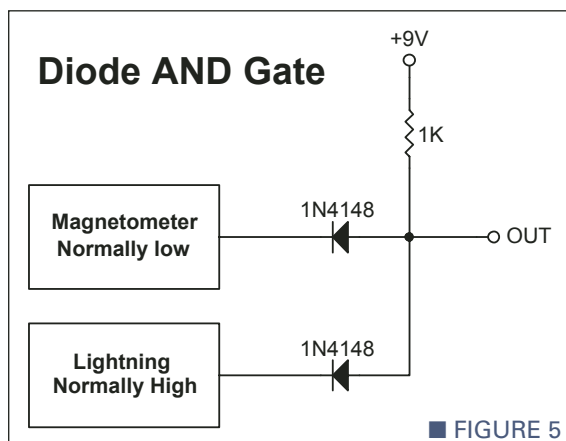 Diode AND Gate
+9V
1K
1N4148
Magnetometer
Normally low
OUT
1N4148
Lightning
Normally High
■ FIGURE 5